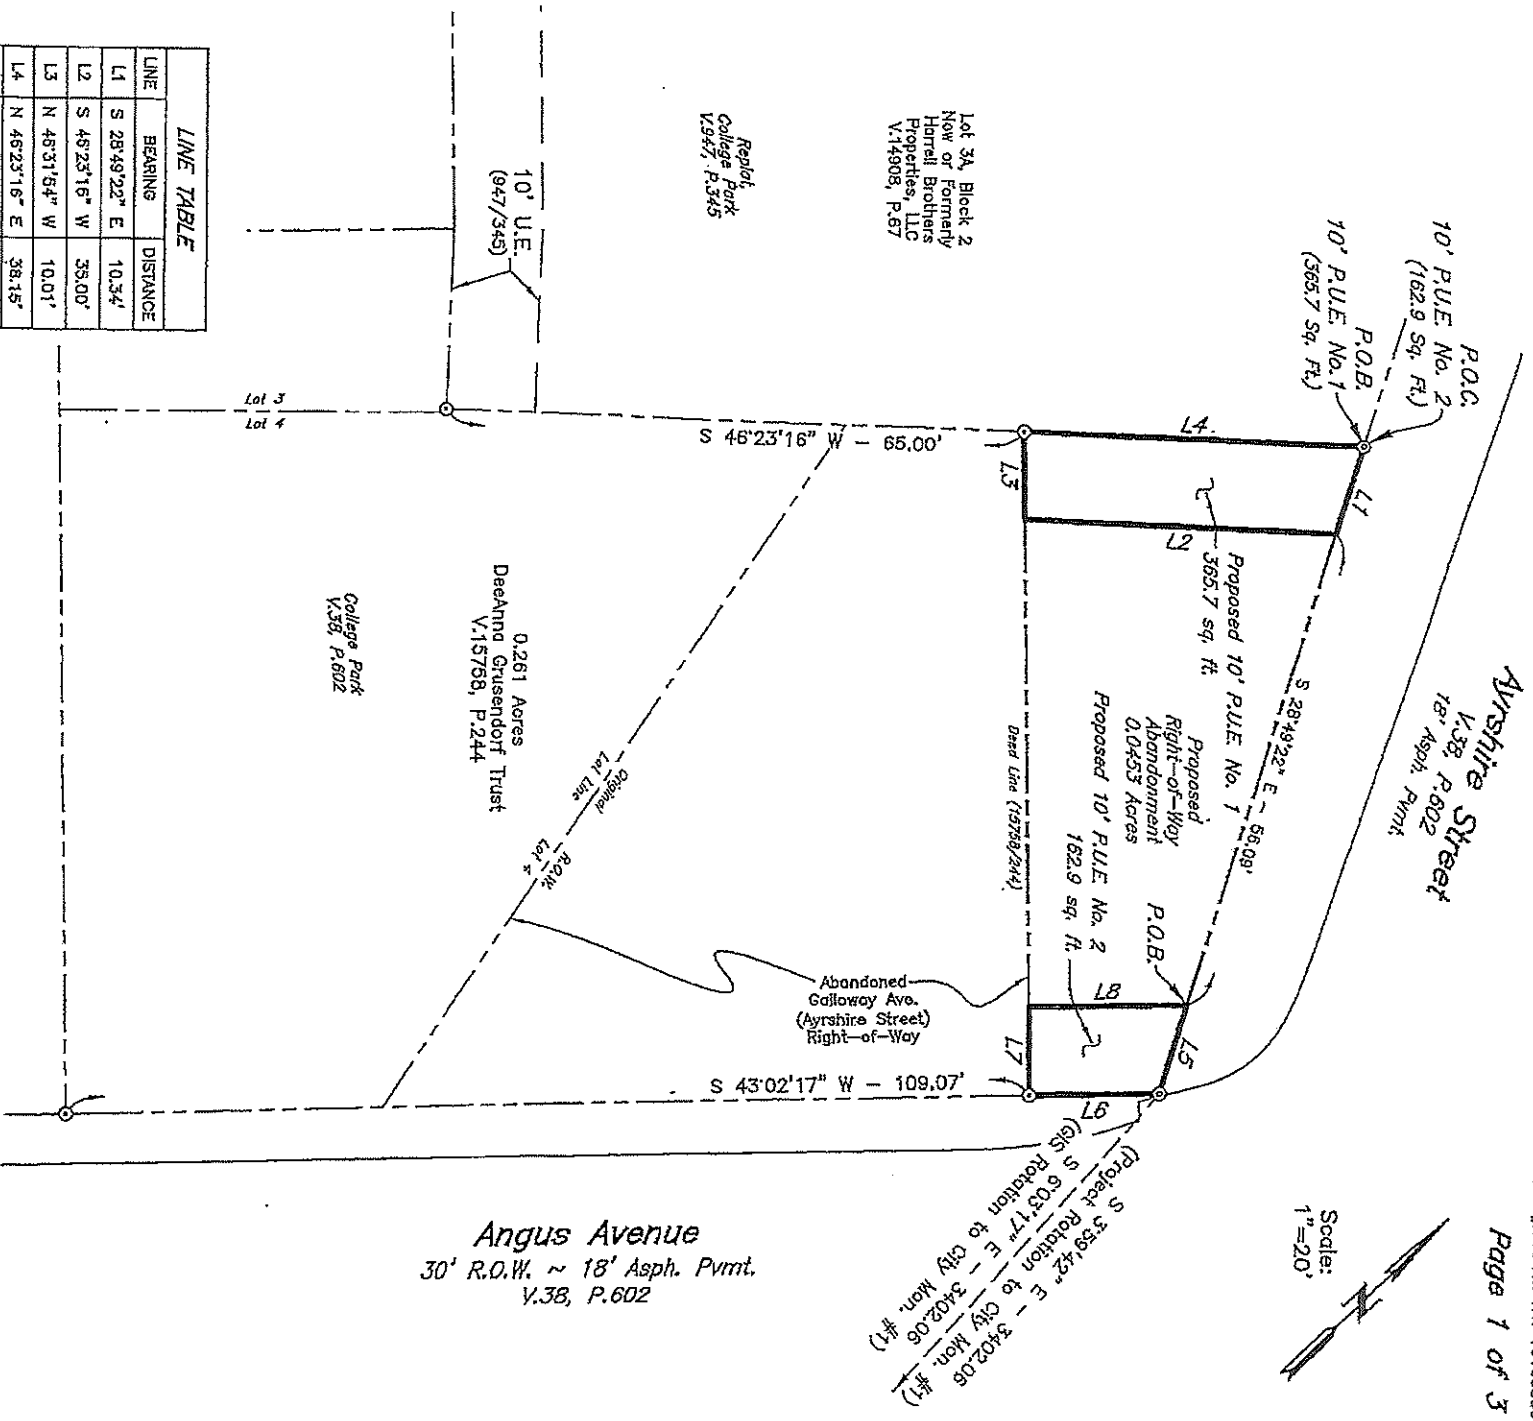 Page 1 of 3
Scale:
1"=20'
Ayrshire Street
V.38, P.602
18' Asph. Pvmt.
P.O.C.
10' P.U.E. No. 2
(162.9 Sq. Ft.)
P.O.B.
10' P.U.E. No.1
(365.7 Sq. Ft.)
L1
L4
L2
L3
Proposed 10' P.U.E. No. 1
365.7 sq. ft.
S 28°49'22" E - 56.09'
Proposed
Right-of-Way
Abandonment
0.0453 Acres
Proposed 10' P.U.E. No. 2
162.9 sq. ft.
P.O.B.
L5
L8
L7
L6
Deed Line (15758/244)
Lot 3A, Block 2
Now or Formerly
Harrell Brothers
Properties, LLC
V.14908, P.67
Replat,
College Park
V.947, P.345
10' U.E.
(947/345)
Lot 3
Lot 4
S 46°23'16" W - 65.00'
0.261 Acres
DeeAnna Grusendorf Trust
V.15758, P.244
College Park
V.38, P.602
Original
Lot Line
R.O.W.
Lot 4
Abandoned
Galloway Ave.
(Ayrshire Street)
Right-of-Way
S 43°02'17" W - 109.07'
S 3°59'42" E - 3402.06
(Project Rotation to City Mon. #1)
S 6°03'17" E - 3402.06
(GIS Rotation to City Mon. #1)
Angus Avenue
30' R.O.W. ~ 18' Asph. Pvmt.
V.38, P.602
LINE TABLE
LINE BEARING DISTANCE
L1 S 28°49'22" E 10.34'
L2 S 46°23'16" W 35.00'
L3 N 46°31'54" W 10.01'
L4 N 46°23'16" E 38.15'